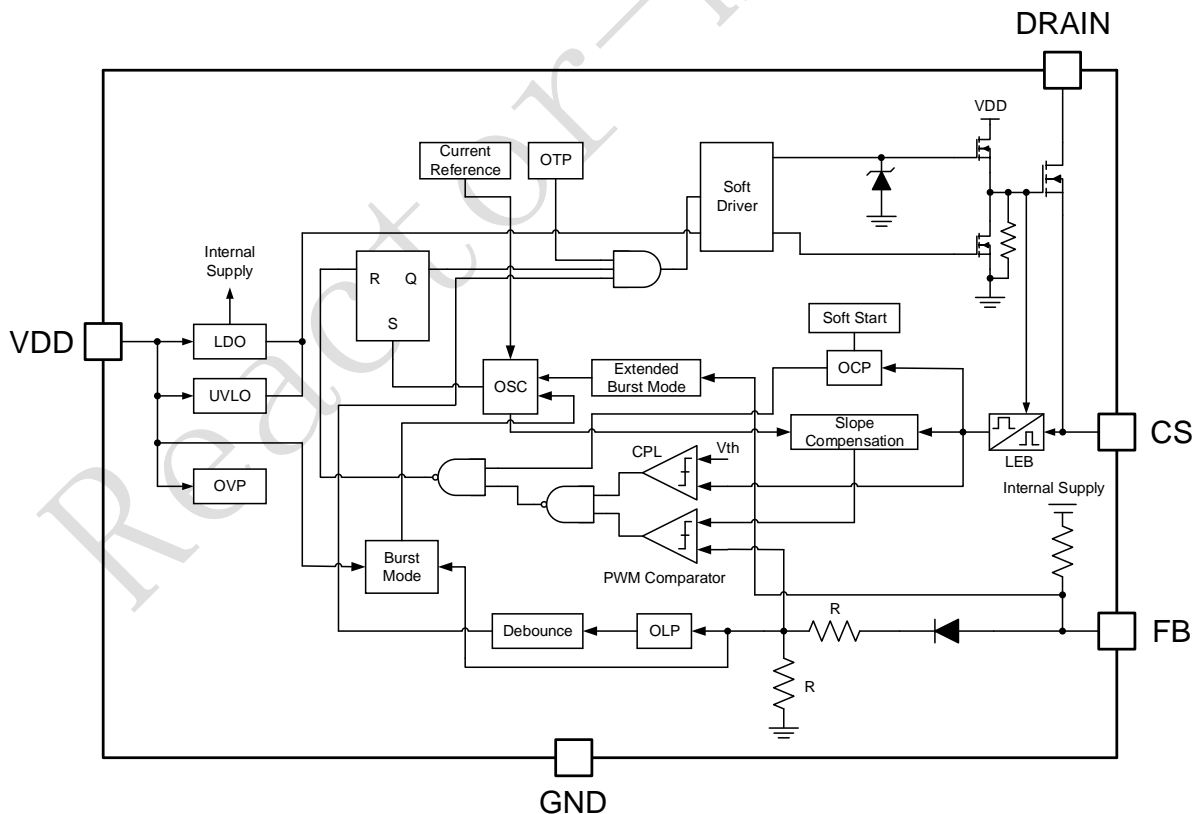 DRAIN
VDD
Current
Reference
OTP
Soft
Driver
Internal
Supply
R Q
S
Soft Start
VDD
LDO
OSC
Extended
Burst Mode
OCP
UVLO
Slope
Compensation
CS
CPL
Vth
LEB
OVP
Internal Supply
Burst
Mode
PWM Comparator
R
Debounce
OLP
FB
R
GND
Reactor-